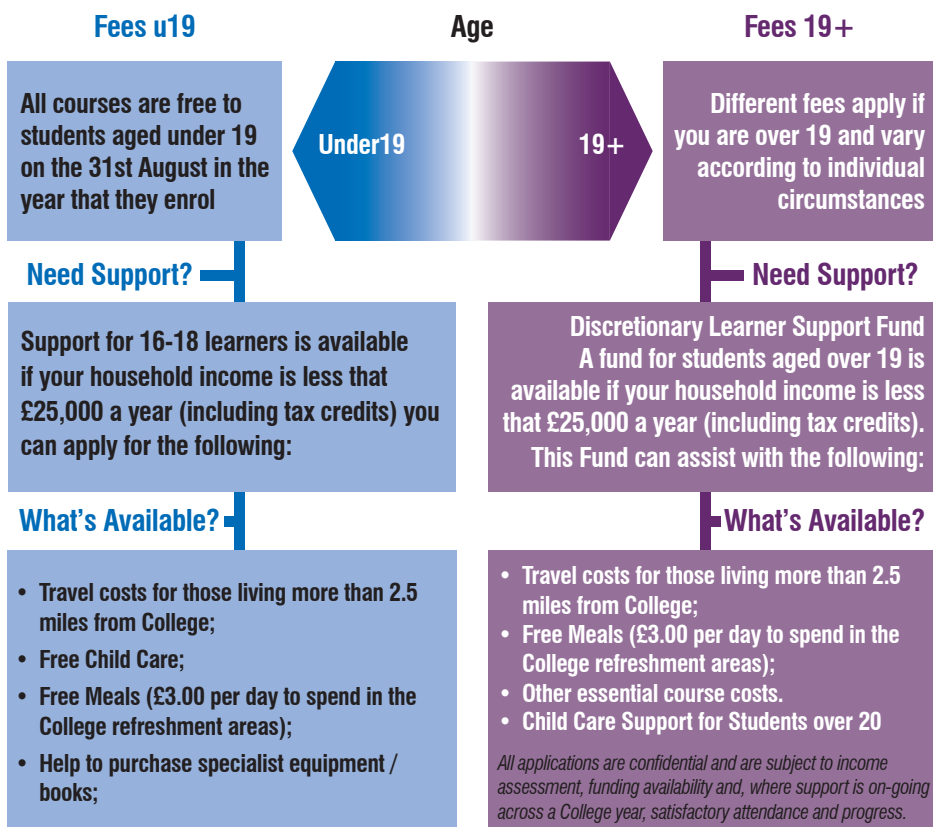 Fees u19
Age
Fees 19+
All courses are free to
students aged under 19
on the 31st August in the
year that they enrol
Under19
19+
Different fees apply if
you are over 19 and vary
according to individual
circumstances
Need Support?
Need Support?
Support for 16-18 learners is available
if your household income is less that
£25,000 a year (including tax credits) you
can apply for the following:
Discretionary Learner Support Fund
A fund for students aged over 19 is
available if your household income is less
that £25,000 a year (including tax credits).
This Fund can assist with the following:
What's Available?
What's Available?
• Travel costs for those living more than 2.5
miles from College;
• Free Child Care;
• Free Meals (£3.00 per day to spend in the
College refreshment areas);
• Help to purchase specialist equipment /
books;
• Travel costs for those living more than 2.5
miles from College;
• Free Meals (£3.00 per day to spend in the
College refreshment areas);
• Other essential course costs.
• Child Care Support for Students over 20
All applications are confidential and are subject to income
assessment, funding availability and, where support is on-going
across a College year, satisfactory attendance and progress.